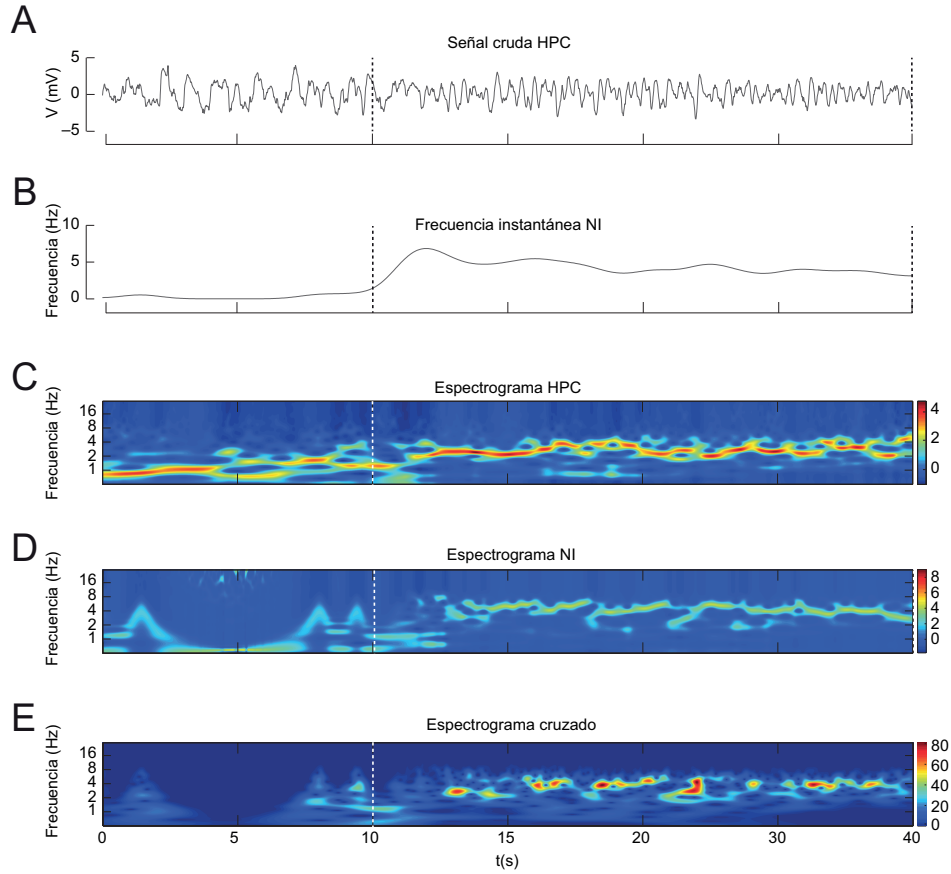 A
Señal cruda HPC
V (mV)
5
0
−5
B
Frecuencia instantánea NI
Frecuencia (Hz)
10
5
0
C
Espectrograma HPC
Frecuencia (Hz)
16
8
4
2
1
4
2
0
D
Espectrograma NI
Frecuencia (Hz)
16
8
4
2
1
8
6
4
2
0
E
Espectrograma cruzado
Frecuencia (Hz)
16
8
4
2
1
80
60
40
20
0
0 5 10 15 20 30 40
t(s)